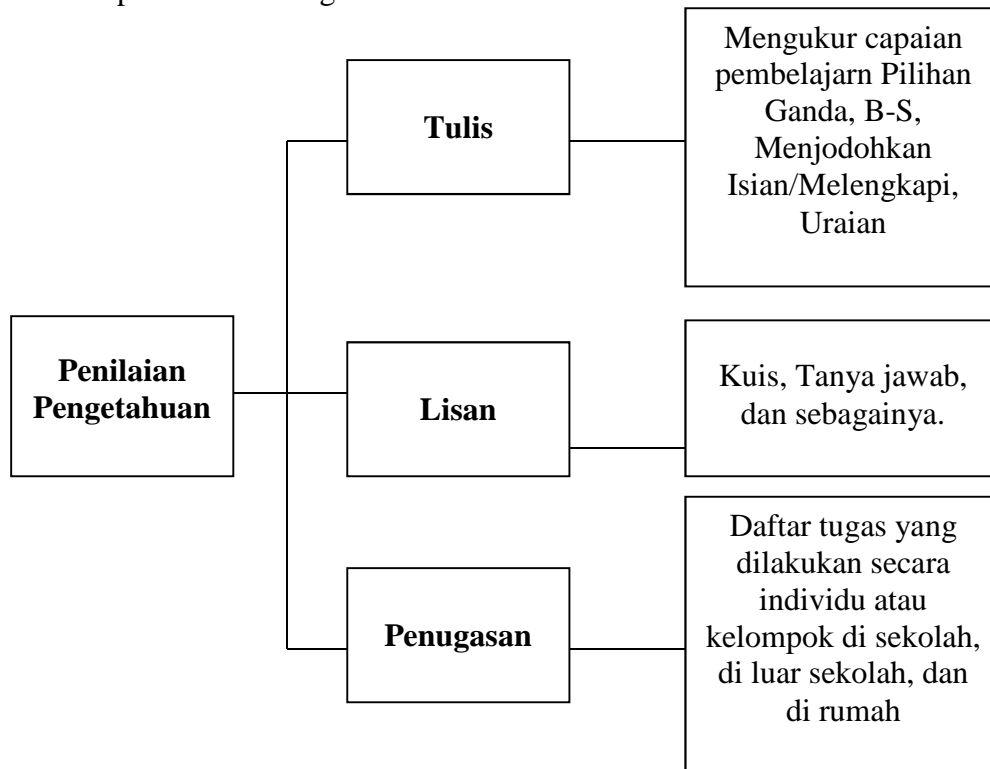 Mengukur capaian
pembelajarn Pilihan
Ganda, B-S,
Menjodohkan
Isian/Melengkapi,
Uraian
Tulis
Penilaian
Pengetahuan
Lisan
Kuis, Tanya jawab,
dan sebagainya.
Penugasan
Daftar tugas yang
dilakukan secara
individu atau
kelompok di sekolah,
di luar sekolah, dan
di rumah